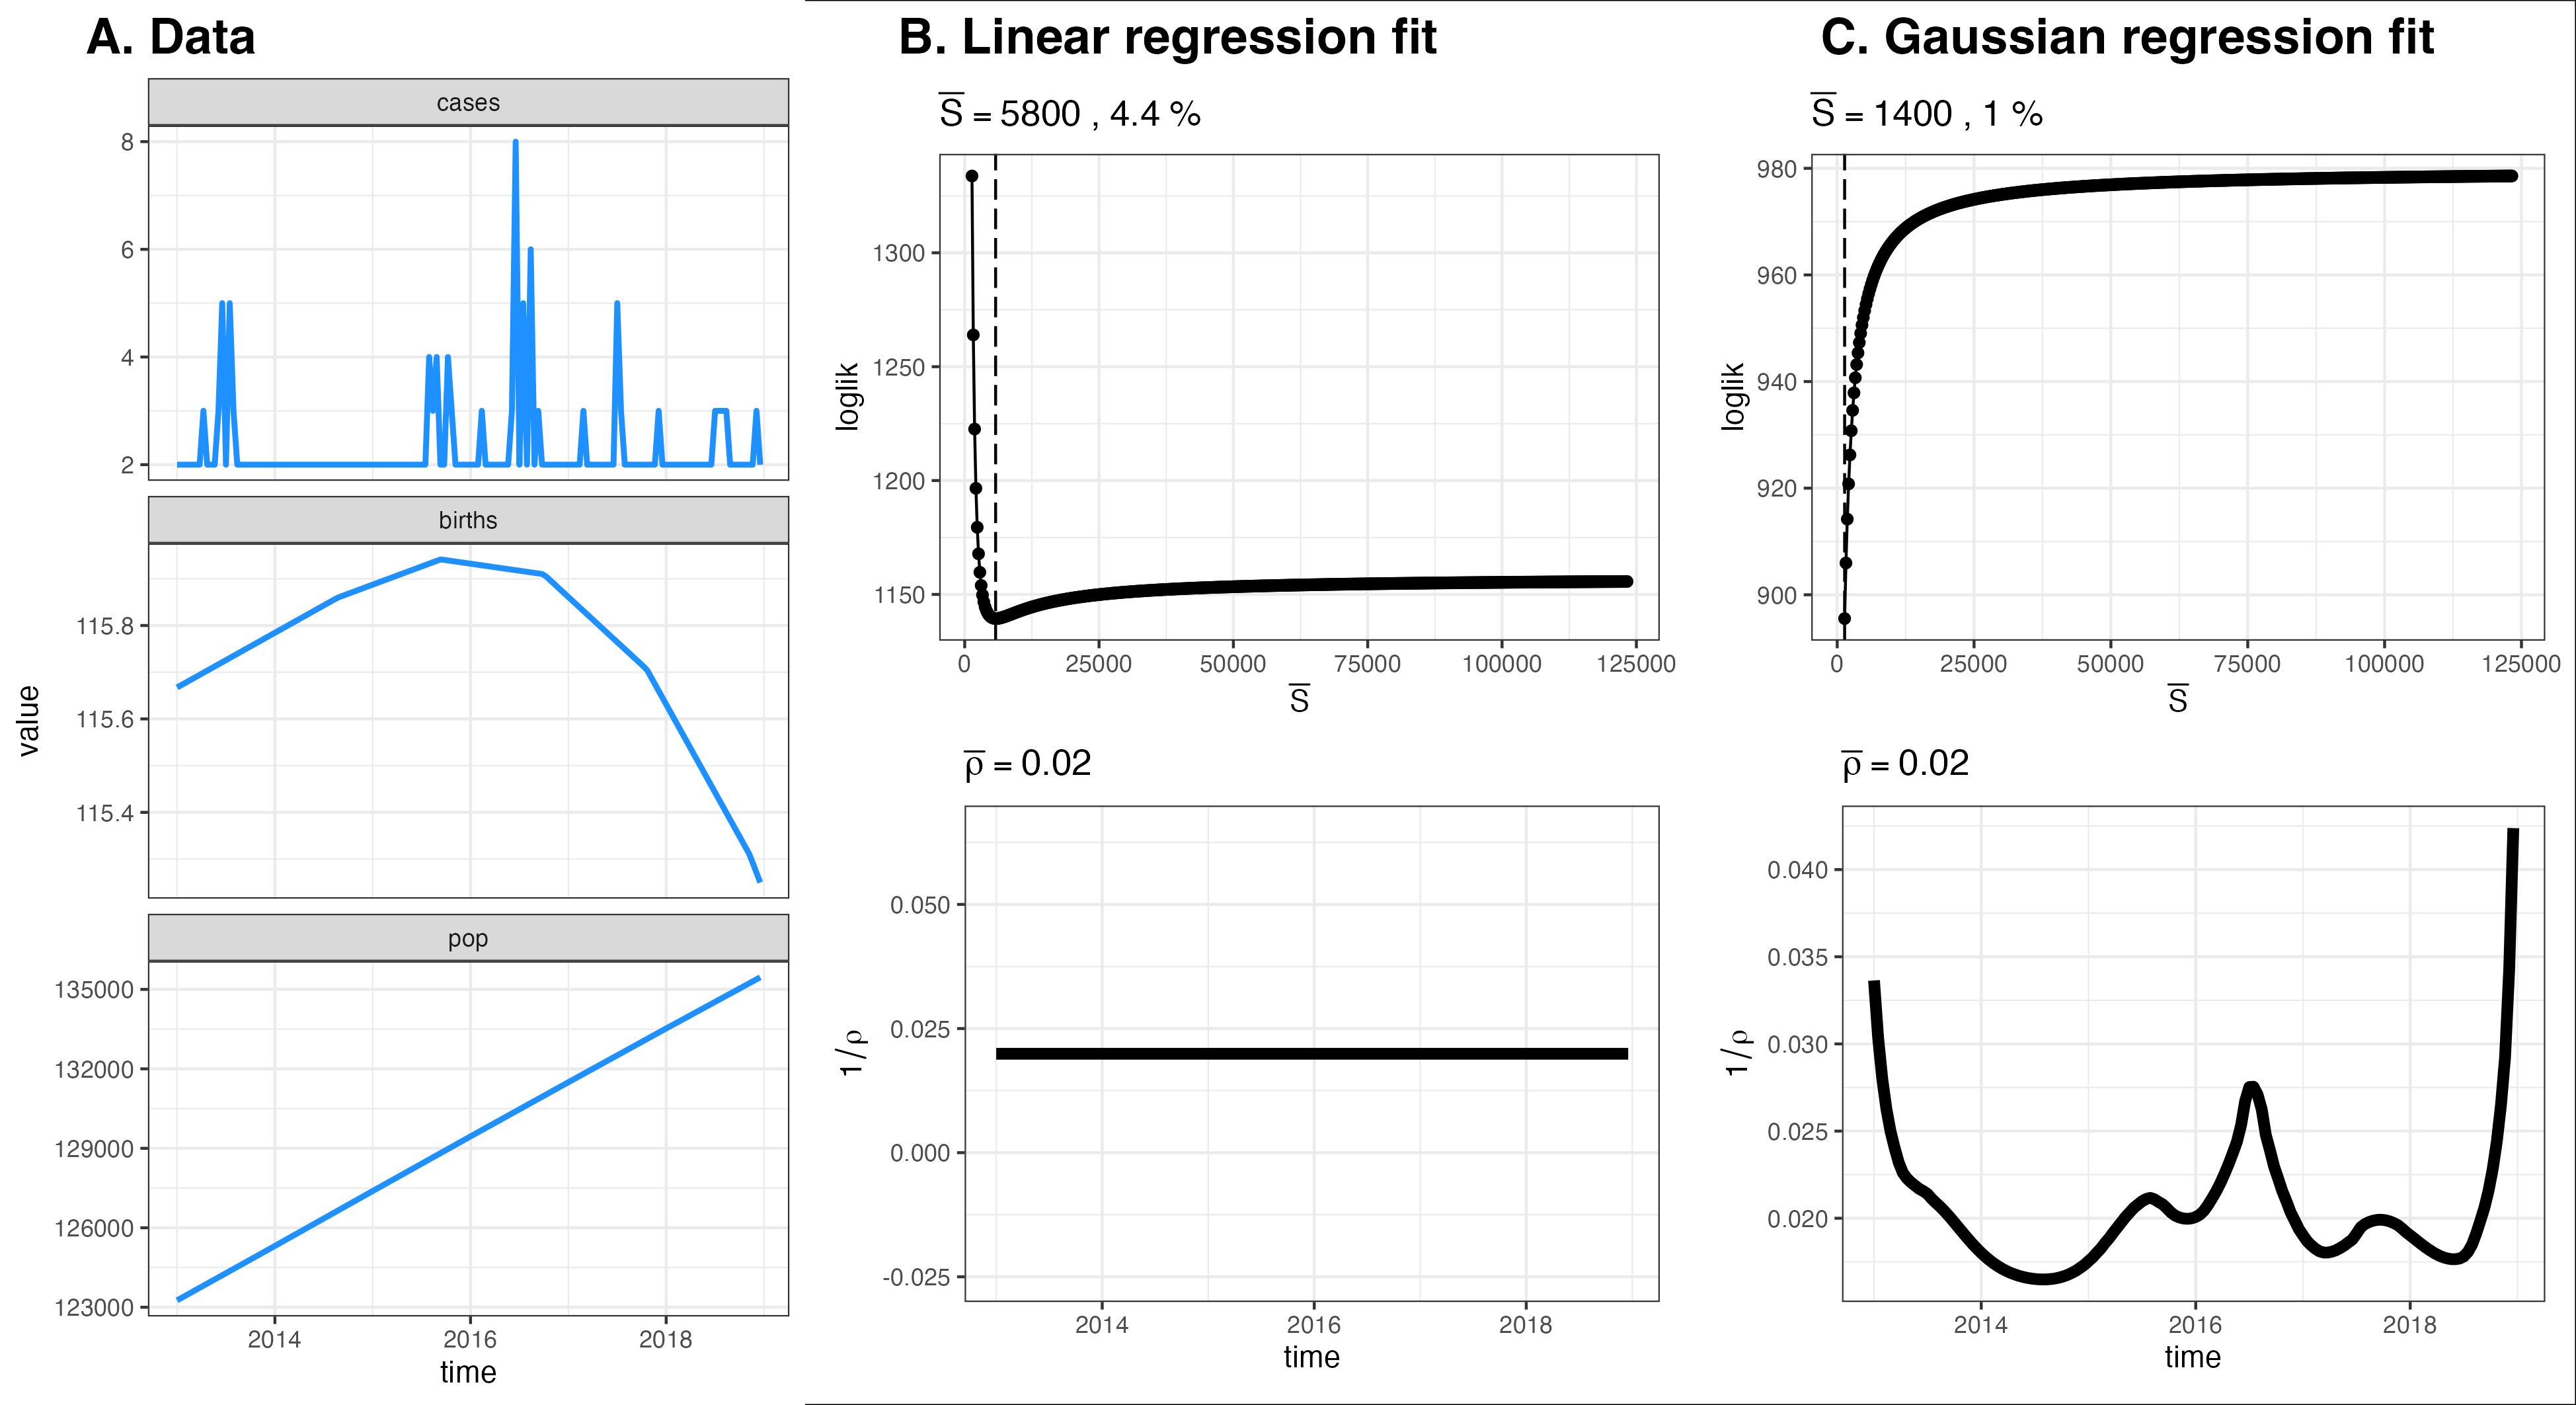 A. Data
cases
8
6
4
2
births
115.8
115.6
115.4
value
pop
135000
132000
129000
126000
123000
2014 2016 2018
time
B. Linear regression fit
S̅ = 5800 , 4.4 %
1300
1250
1200
1150
loglik
0 25000 50000 75000 100000 125000
S̅
ρ̅ = 0.02
0.050
0.025
0.000
-0.025
1/ρ
2014 2016 2018
time
C. Gaussian regression fit
S̅ = 1400 , 1 %
980
960
940
920
900
loglik
0 25000 50000 75000 100000 125000
S̅
ρ̅ = 0.02
0.040
0.035
0.030
0.025
0.020
1/ρ
2014 2016 2018
time